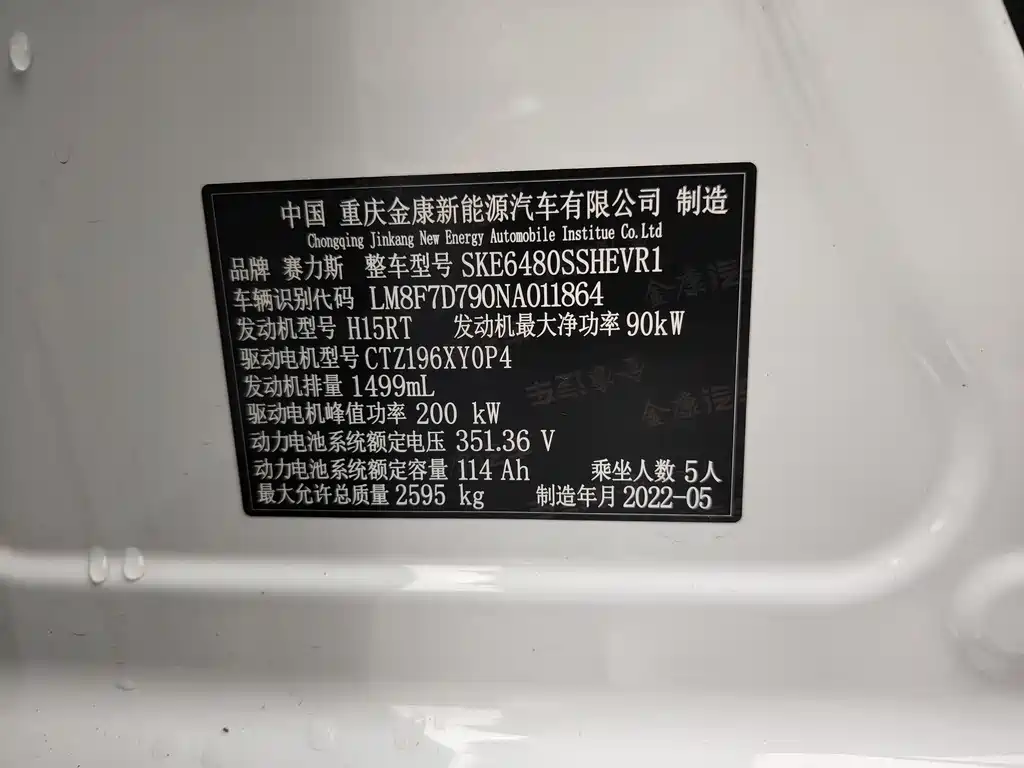 中国 重庆金康新能源汽车有限公司 制造
Chongqing Jinkang New Energy Automobile Institue Co.Ltd
品牌 赛力斯 整车型号 SKE6480SSHEVR1
车辆识别代码 LM8F7D790NA011864
发动机型号 H15RT 发动机最大净功率 90kW
驱动电机型号 CTZ196XY0P4
发动机排量 1499mL
驱动电机峰值功率 200 kW
动力电池系统额定电压 351.36 V
动力电池系统额定容量 114 Ah 乘坐人数 5人
最大允许总质量 2595 kg 制造年月 2022-05